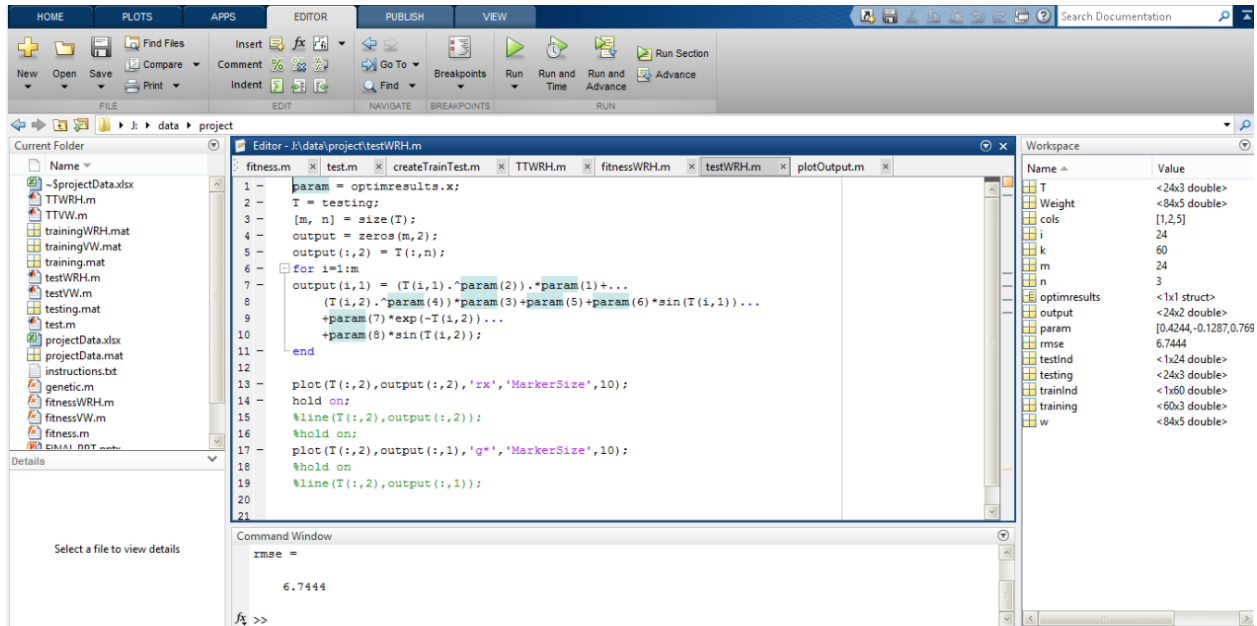 HOME PLOTS APPS EDITOR PUBLISH VIEW Search Documentation
New Open Save Find Files Compare Print
FILE
Insert fx
Comment
Indent
EDIT
Go To
Find
NAVIGATE
Breakpoints
BREAKPOINTS
Run Run and Time Run and Advance Run Section Advance
RUN
J: data project
Current Folder
Name
~$projectData.xlsx
TTWRH.m
TTVW.m
trainingWRH.mat
trainingVW.mat
training.mat
testWRH.m
testVW.m
testing.mat
test.m
projectData.xlsx
projectData.mat
instructions.txt
genetic.m
fitnessWRH.m
fitnessVW.m
fitness.m
FINAL PPT.pptx
Details
Select a file to view details
Editor - J:\data\project\testWRH.m
fitness.m × test.m × createTrainTest.m × TTWRH.m × fitnessWRH.m × testWRH.m × plotOutput.m ×
1 - param = optimresults.x;
2 - T = testing;
3 - [m, n] = size(T);
4 - output = zeros(m,2);
5 - output(:,2) = T(:,n);
6 - for i=1:m
7 - output(i,1) = (T(i,1).^param(2)).*param(1)+...
8 (T(i,2).^param(4))*param(3)+param(5)+param(6)*sin(T(i,1))...
9 +param(7)*exp(-T(i,2))...
10 +param(8)*sin(T(i,2));
11 - end
12
13 - plot(T(:,2),output(:,2),'rx','MarkerSize',10);
14 - hold on;
15 %line(T(:,2),output(:,2));
16 %hold on;
17 - plot(T(:,2),output(:,1),'g*','MarkerSize',10);
18 %hold on
19 %line(T(:,2),output(:,1));
20
21
Command Window
rmse =
6.7444
fx >>
Workspace
Name Value
T <24x3 double>
Weight <84x5 double>
cols [1,2,5]
i 24
k 60
m 24
n 3
optimresults <1x1 struct>
output <24x2 double>
param [0.4244,-0.1287,0.769
rmse 6.7444
testInd <1x24 double>
testing <24x3 double>
trainInd <1x60 double>
training <60x3 double>
w <84x5 double>